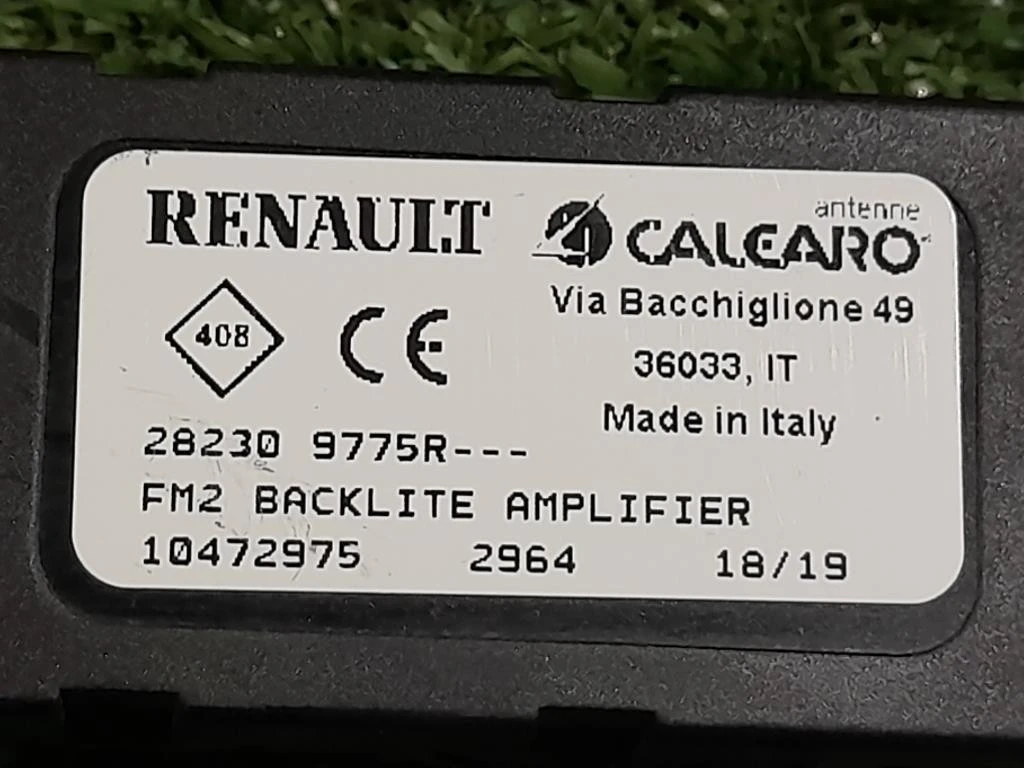 RENAULT
antenne
CALEARO
Via Bacchiglione 49
36033, IT
Made in Italy
408
CE
28230 9775R---
FM2 BACKLITE AMPLIFIER
10472975 2964 18/19